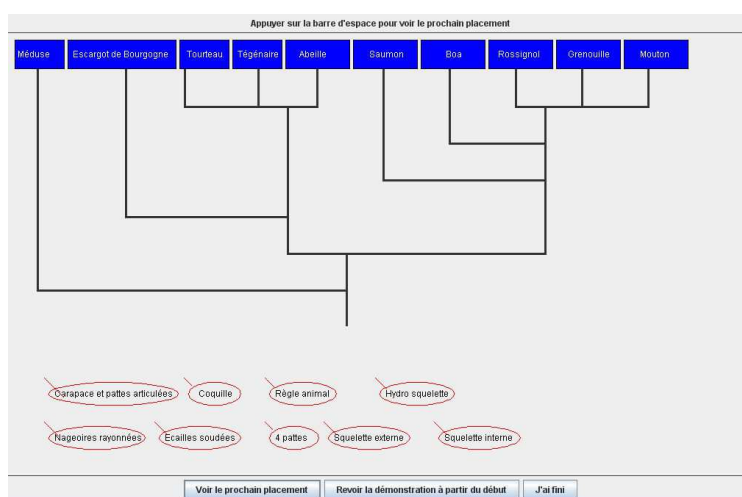 Appuyer sur la barre d'espace pour voir le prochain placement
Méduse Escargot de Bourgogne Tourteau Tégénaire Abeille Saumon Boa Rossignol Grenouille Mouton
Carapace et pattes articulées Coquille Règle animal Hydro squelette
Nageoires rayonnées Ecailles soudées 4 pattes Squelette externe Squelette interne
Voir le prochain placement Revoir la démonstration à partir du début J'ai fini